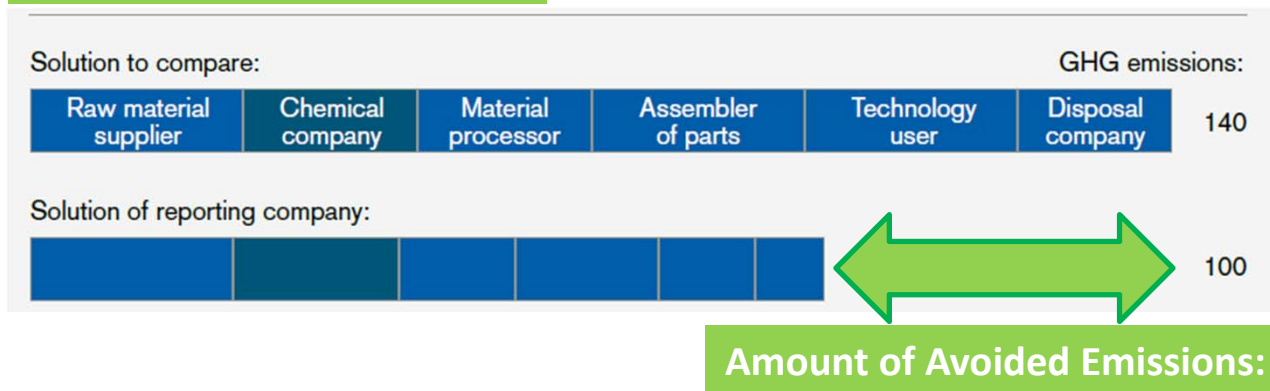 Solution to compare: GHG emissions:
Raw material supplier Chemical company Material processor Assembler of parts Technology user Disposal company 140
Solution of reporting company:
100
Amount of Avoided Emissions: